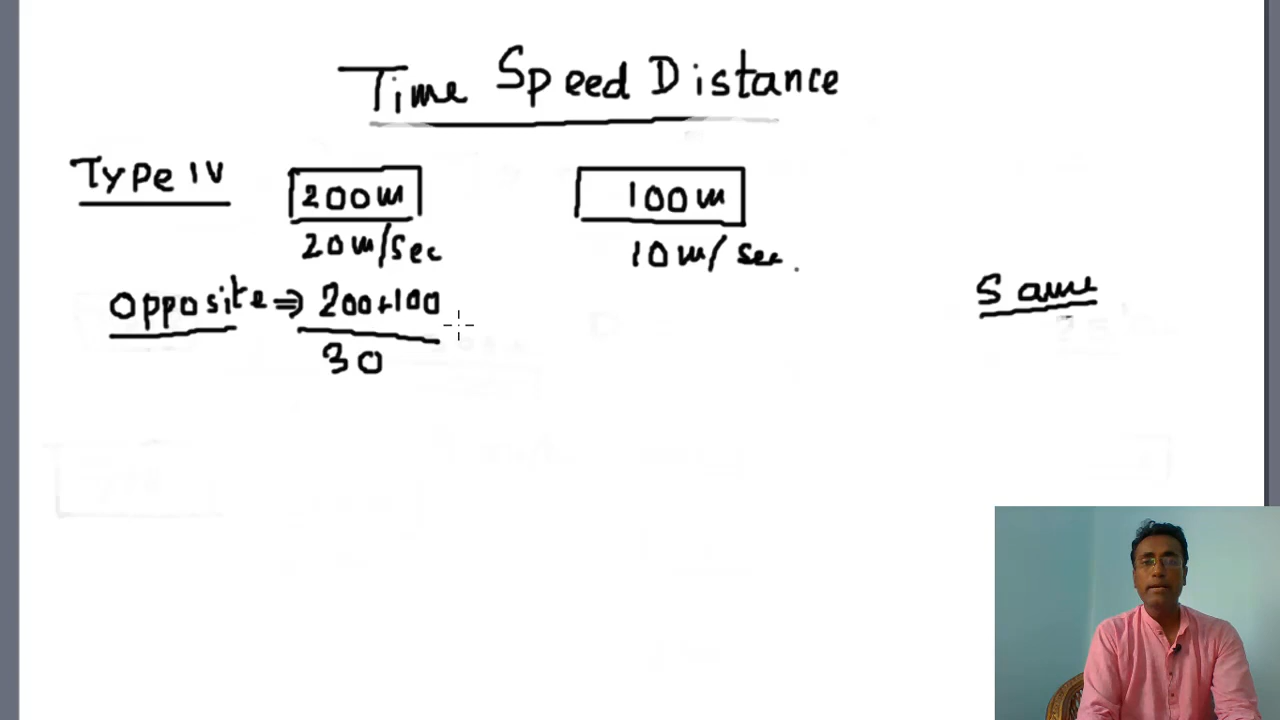 Time Speed Distance
Type IV 200m 100m
20m/sec 10m/sec.
Opposite ⇒ 200+100 Same
30